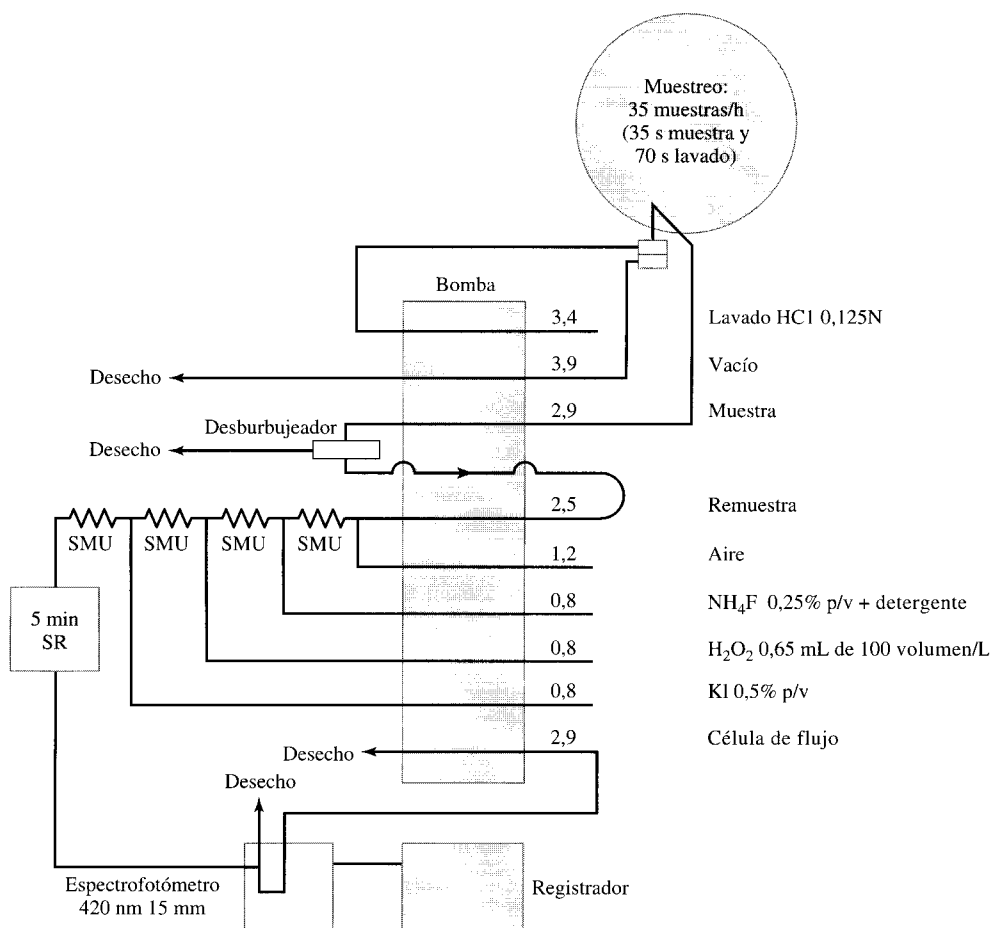 Muestreo:
35 muestras/h
(35 s muestra y
70 s lavado)
Bomba
3,4
Lavado HC1 0,125N
Desecho
3,9
Vacío
2,9
Muestra
Desburbujeador
Desecho
2,5
Remuestra
SMU
SMU
SMU
SMU
1,2
Aire
5 min
SR
0,8
NH₄F 0,25% p/v + detergente
0,8
H₂O₂ 0,65 mL de 100 volumen/L
0,8
Kl 0,5% p/v
2,9
Célula de flujo
Desecho
Desecho
Espectrofotómetro
420 nm 15 mm
Registrador